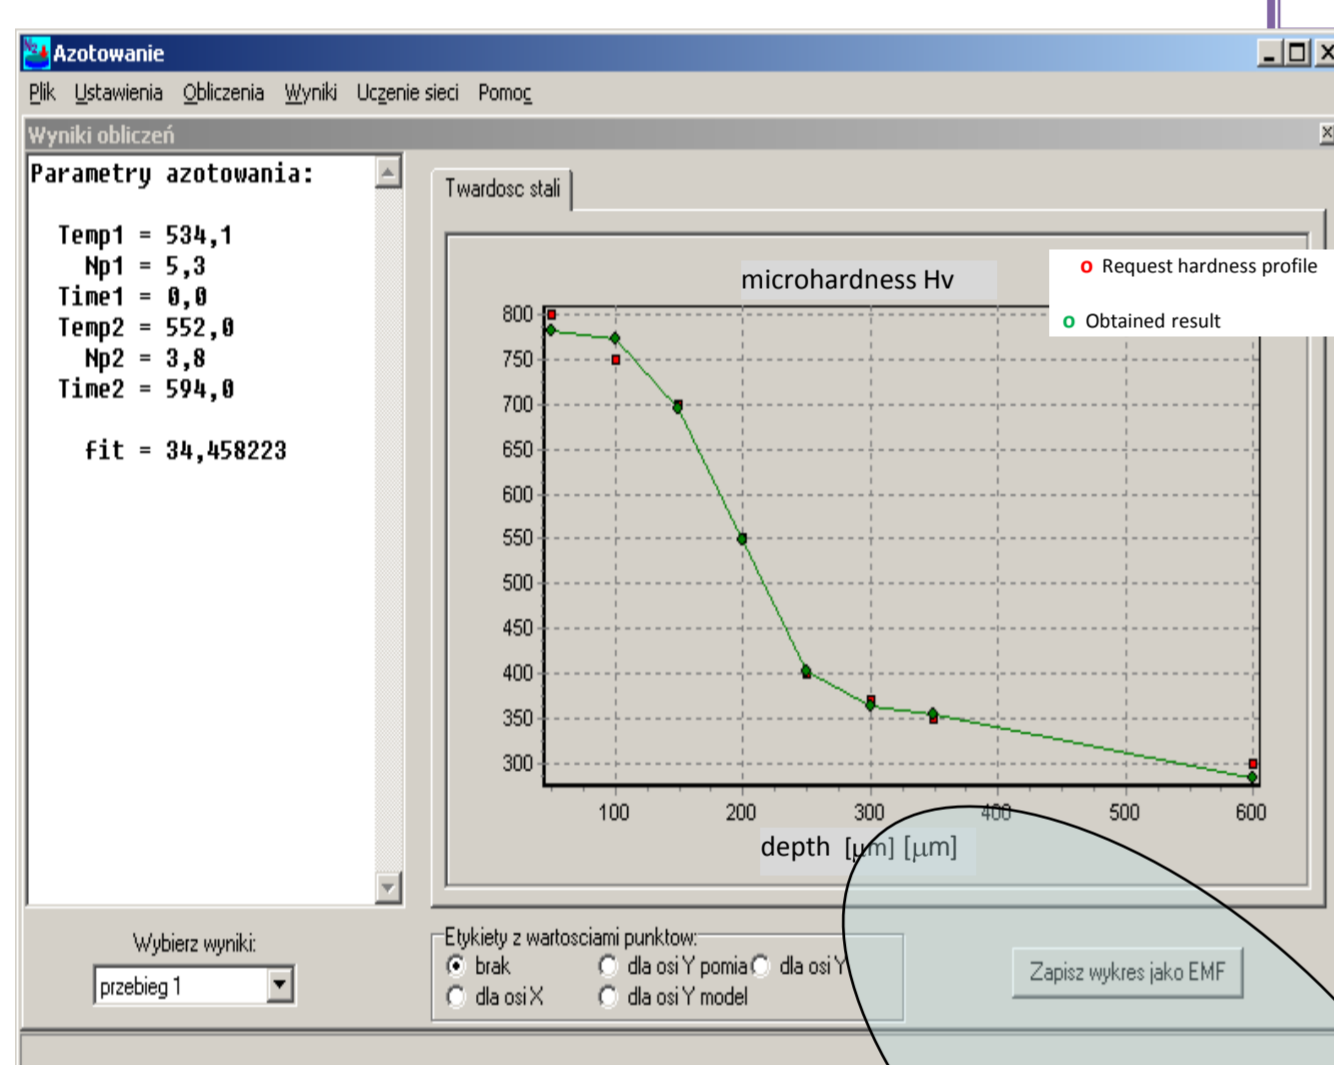 Azotowanie
Plik Ustawienia Obliczenia Wyniki Uczenie sieci Pomoc
Wyniki obliczeń
Parametry azotowania:
Temp1 = 534,1
Np1 = 5,3
Time1 = 0,0
Temp2 = 552,0
Np2 = 3,8
Time2 = 594,0
fit = 34,458223
Twardosc stali
microhardness Hv
o Request hardness profile
o Obtained result
800
750
700
650
600
550
500
450
400
350
300
100 200 300 400 500 600
depth [μm] [μm]
Wybierz wyniki:
przebieg 1
Etykiety z wartosciami punktow:
brak dla osi Y pomia dla osi Y
dla osi X dla osi Y model
Zapisz wykres jako EMF